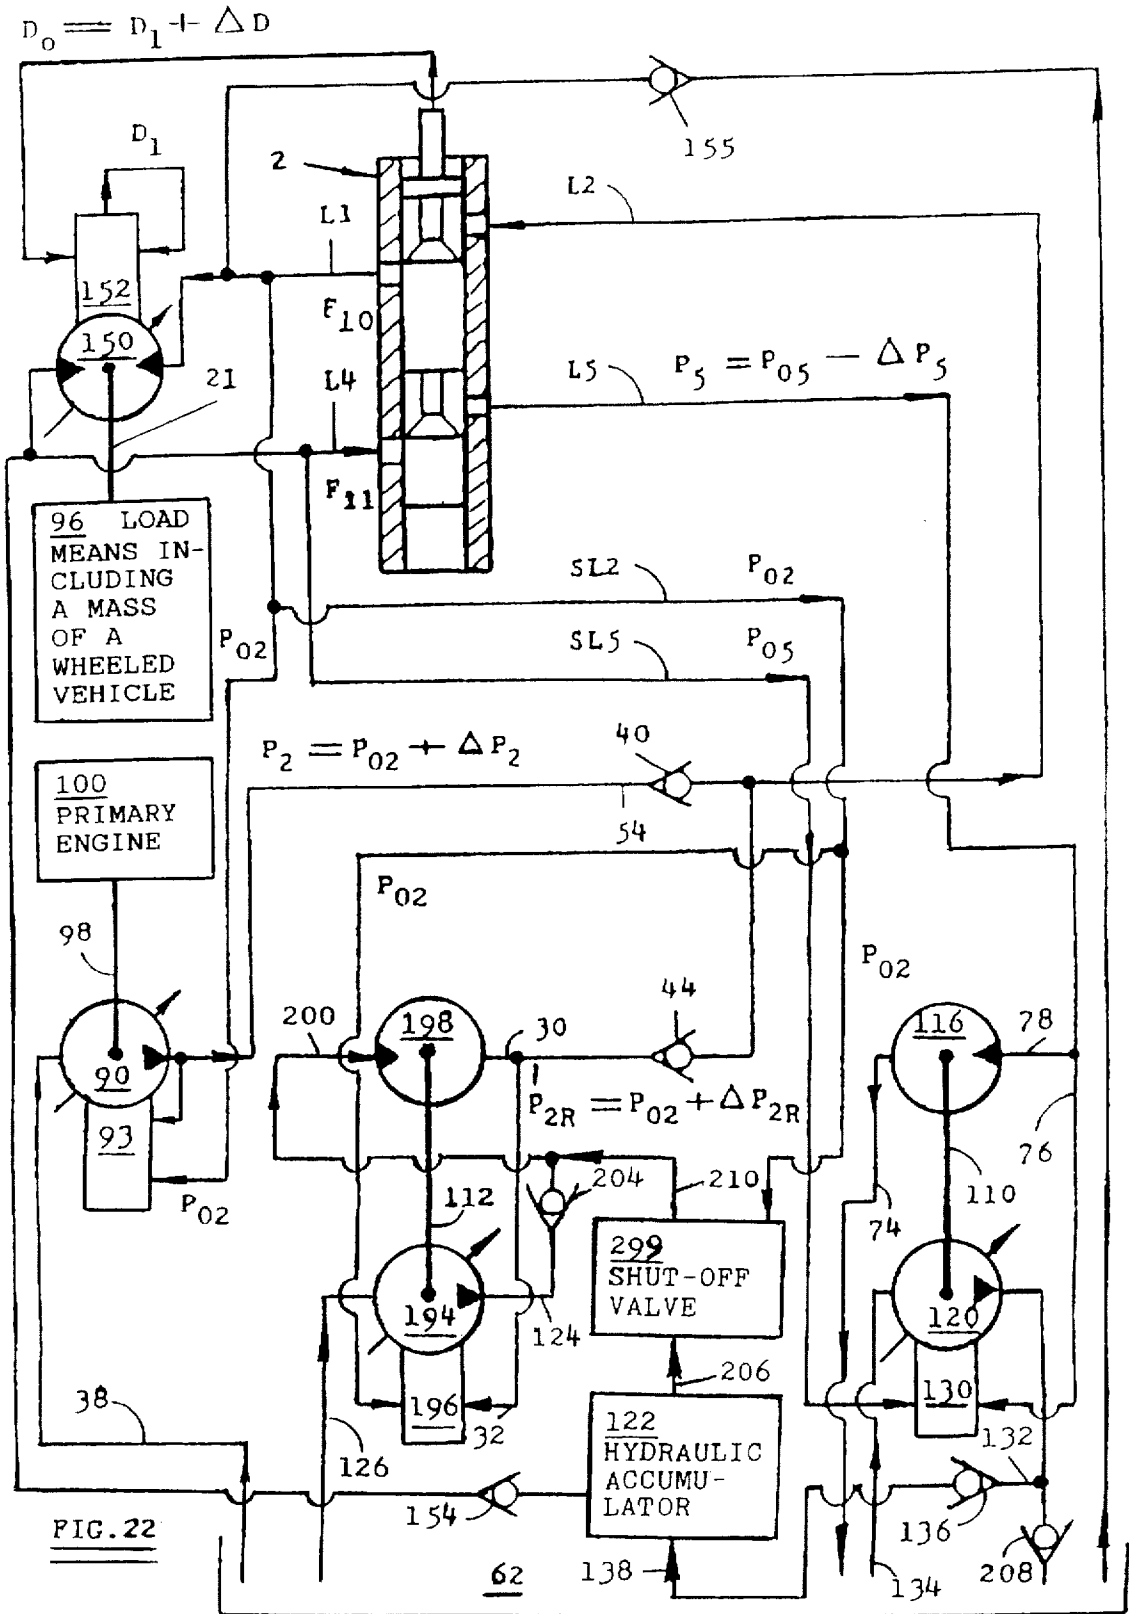 D0 = D1 + ΔD
D1
155
2
L2
L1
152
F10
150
P5 = P05 − ΔP5
21
L4
L5
F11
96 LOAD
MEANS IN-
CLUDING
A MASS
OF A
WHEELED
VEHICLE
SL2
P02
P02
SL5
P05
P2 = P02 + ΔP2
40
100
PRIMARY
ENGINE
54
P02
98
P02
44
200
198
30
116
78
90
P2R = P02 + ΔP2R
93
76
204
210
110
P02
112
74
299
SHUT-OFF
VALVE
194
124
120
206
38
196
32
122
HYDRAULIC
ACCUMU-
LATOR
130
132
126
154
136
FIG.22
62
138
134
208